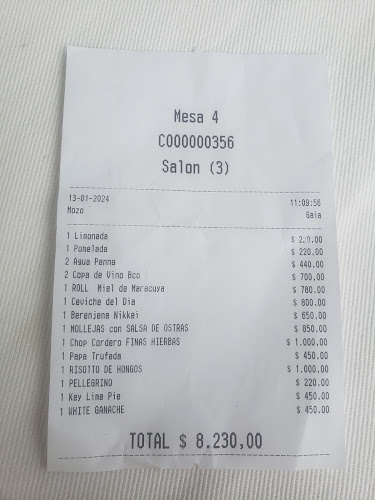 Mesa 4
C000000356
Salon (3)
13-01-2024 11:09:56
Mozo Gaia
1 Limonada $ 220.00
1 Pomelada $ 220.00
2 Agua Panna $ 440.00
2 Copa de Vino Bco $ 700,00
1 ROLL Miel de Maracuya $ 780.00
1 Caviche del Dia $ 800.00
1 Berenjena Nikkei $ 650.00
1 MOLLEJAS con SALSA DE OSTRAS $ 850.00
1 Chop Cordero FINAS HIERBAS $ 1.000.00
1 Papa Trufada $ 450.00
1 RISOTTO DE HONGOS $ 1.000.00
1 PELLEGRINO $ 220.00
1 Key Lime Pie $ 450.00
1 WHITE GANACHE $ 450.00
TOTAL $ 8.230,00